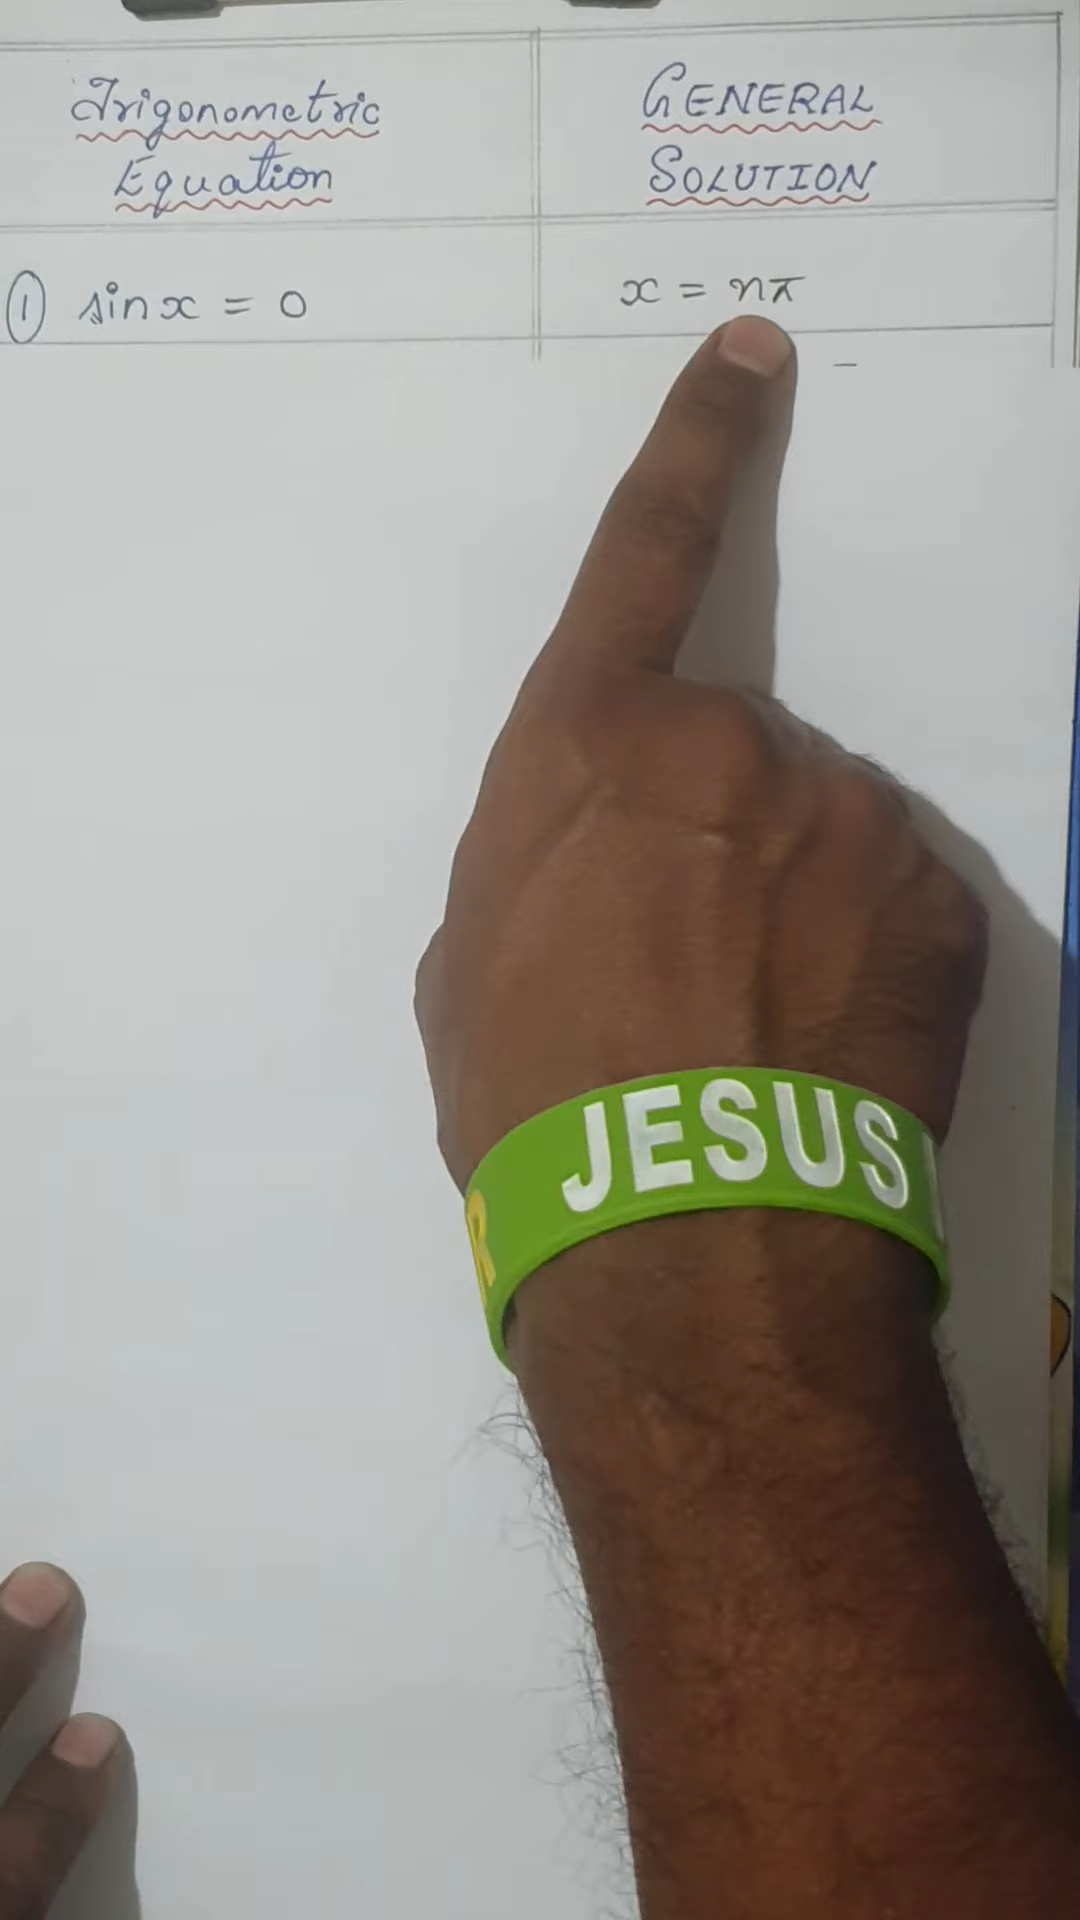 Trigonometric
Equation
GENERAL
SOLUTION
① sin x = 0
x = nπ
JESUS
R